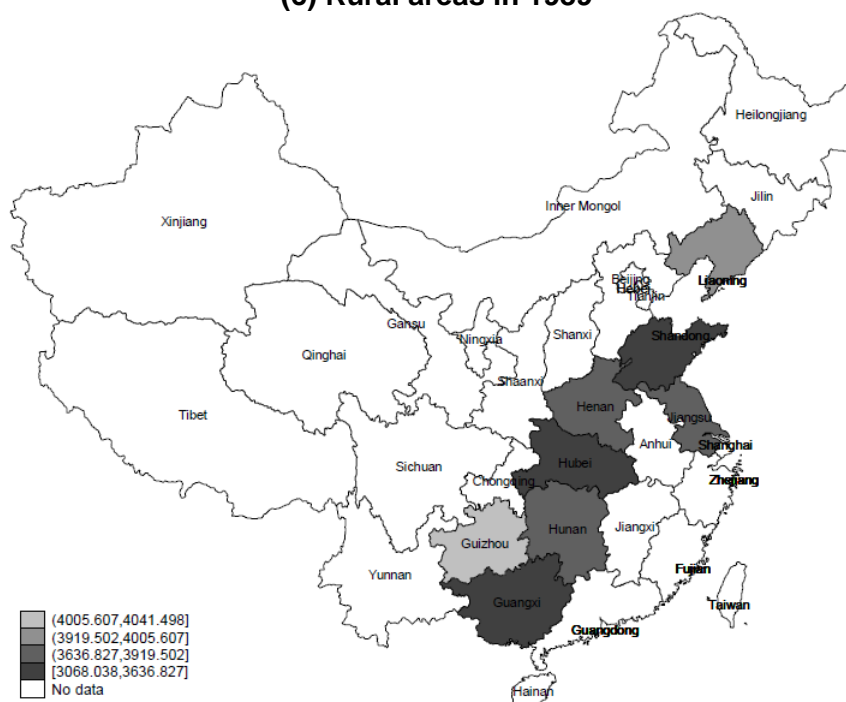 (c) Rural areas in 1989
Heilongjiang
Jilin
Inner Mongol
Xinjiang
Liaoning
Beijing
Hebei
Tianjin
Gansu
Ningxia
Shanxi
Shandong
Qinghai
Shaanxi
Henan
Jiangsu
Tibet
Anhui
Shanghai
Hubei
Sichuan
Chongqing
Zhejiang
Jiangxi
Hunan
Guizhou
Yunnan
Fujian
Guangxi
Taiwan
Guangdong
Hainan
(4005.607,4041.498]
(3919.502,4005.607]
(3636.827,3919.502]
[3068.038,3636.827]
No data